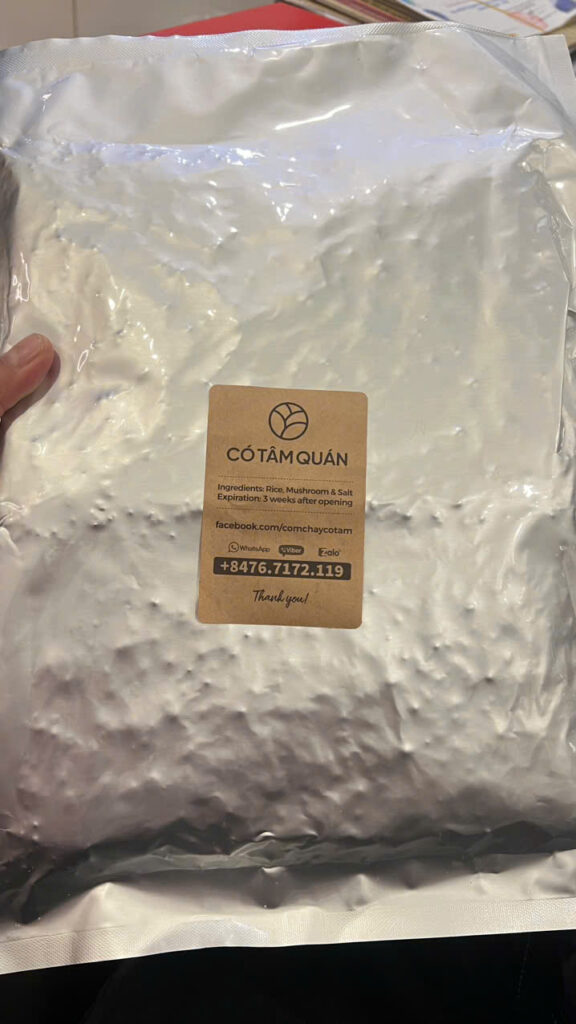 CÓ TÂM QUÁN
Ingredients: Rice, Mushroom & Salt
Expiration: 3 weeks after opening
facebook.com/comchaycotam
WhatsApp Viber Zalo
+8476.7172.119
Thank you!